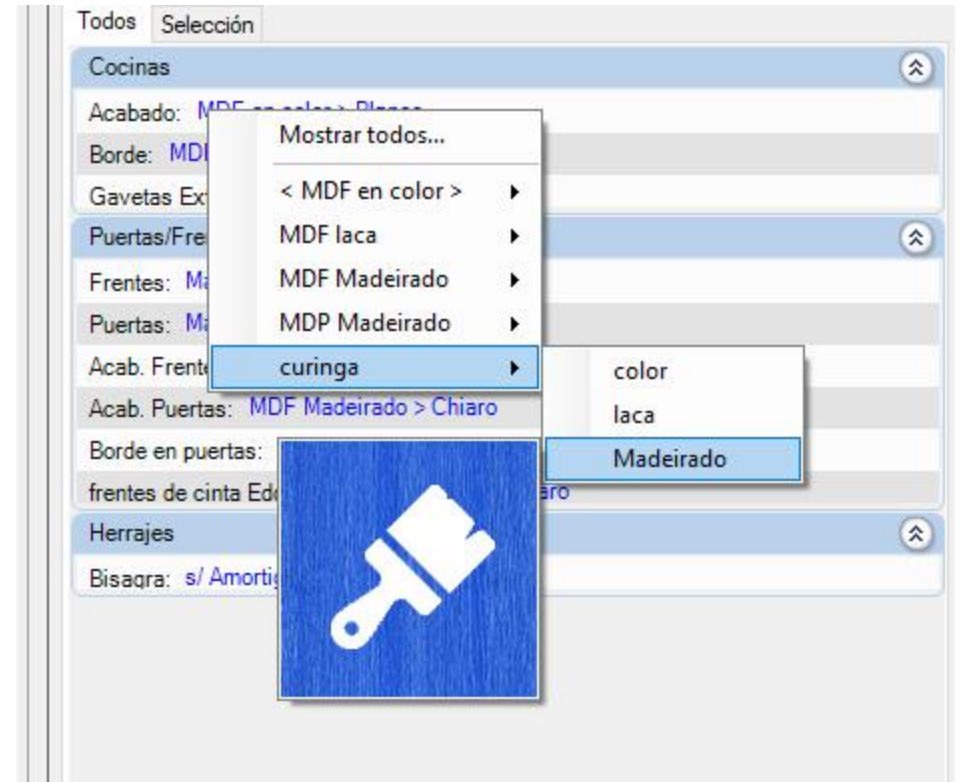 Todos Selección
Cocinas
Acabado:
Mostrar todos...
Borde:
< MDF en color >
Gavetas
Puertas/
MDF laca
Frentes:
MDF Madeirado
Puertas:
MDP Madeirado
Acab.
curinga
color
Acab. Puertas: MDF Madeirado > Chiaro
laca
Borde en puertas:
Madeirado
frentes de cinta
Herrajes
Bisagra: s/